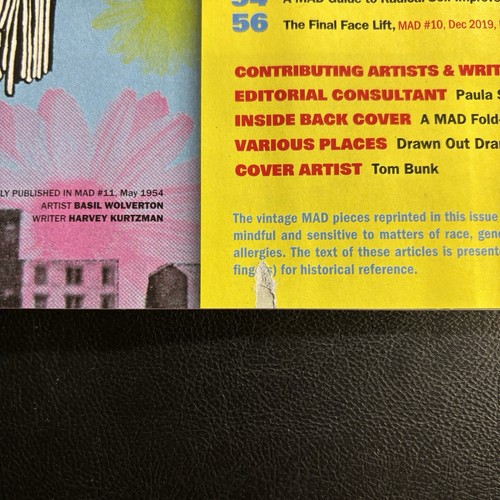 LY PUBLISHED IN MAD #11, May 1954
ARTIST BASIL WOLVERTON
WRITER HARVEY KURTZMAN
54 A MAD Guide to Radical Self-Improve
56 The Final Face Lift, MAD #10, Dec 2019,
CONTRIBUTING ARTISTS & WRIT
EDITORIAL CONSULTANT Paula S
INSIDE BACK COVER A MAD Fold-
VARIOUS PLACES Drawn Out Dra
COVER ARTIST Tom Bunk
The vintage MAD pieces reprinted in this issue
mindful and sensitive to matters of race, gen
allergies. The text of these articles is present
fing s) for historical reference.